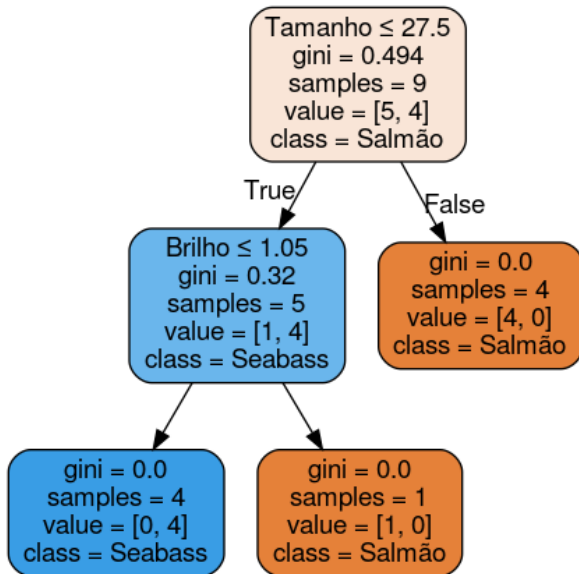 Tamanho ≤ 27.5
gini = 0.494
samples = 9
value = [5, 4]
class = Salmão
True
False
Brilho ≤ 1.05
gini = 0.32
samples = 5
value = [1, 4]
class = Seabass
gini = 0.0
samples = 4
value = [4, 0]
class = Salmão
gini = 0.0
samples = 4
value = [0, 4]
class = Seabass
gini = 0.0
samples = 1
value = [1, 0]
class = Salmão